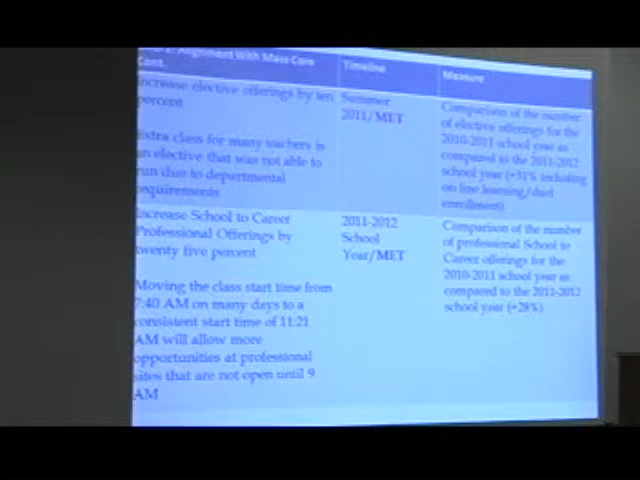 Alignment With Mass Core
Cont.
Timeline
Measure
Increase elective offerings by ten
percent
Extra class for many teachers is
an elective that was not able to
run due to departmental
requirements
Summer
2011/MET
Comparison of the number
of elective offerings for the
2010-2011 school year as
compared to the 2011-2012
school year (+31% including
on line learning/duel
enrollment)
Increase School to Career
Professional Offerings by
twenty five percent
Moving the class start time from
7:40 AM on many days to a
consistent start time of 11:21
AM will allow more
opportunities at professional
sites that are not open until 9
AM
2011-2012
School
Year/MET
Comparison of the number
of professional School to
Career offerings for the
2010-2011 school year as
compared to the 2011-2012
school year (+28%)